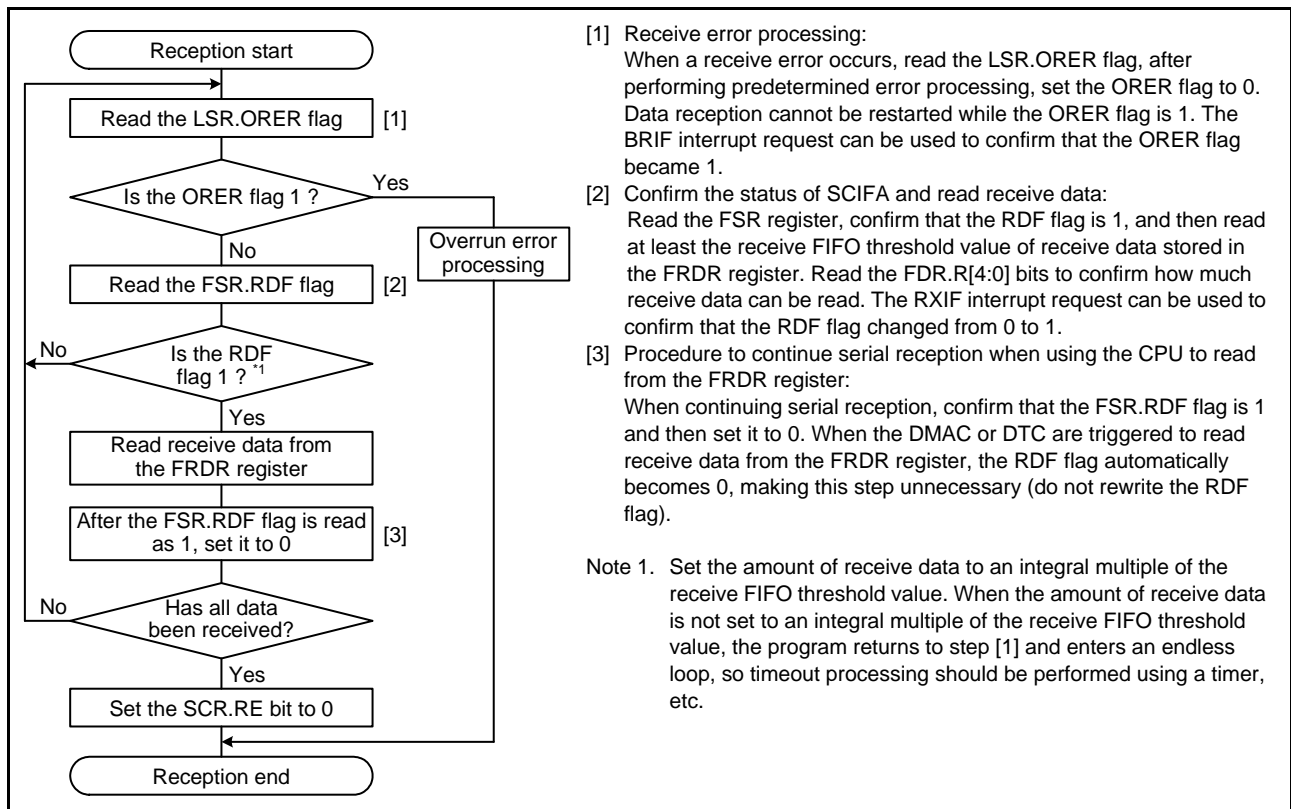 Reception start
Read the LSR.ORER flag
[1]
Is the ORER flag 1 ?
Yes
No
Overrun error
processing
Read the FSR.RDF flag
[2]
Is the RDF
flag 1 ? *1
No
Yes
Read receive data from
the FRDR register
After the FSR.RDF flag is read
as 1, set it to 0
[3]
Has all data
been received?
No
Yes
Set the SCR.RE bit to 0
Reception end
[1] Receive error processing:
When a receive error occurs, read the LSR.ORER flag, after
performing predetermined error processing, set the ORER flag to 0.
Data reception cannot be restarted while the ORER flag is 1. The
BRIF interrupt request can be used to confirm that the ORER flag
became 1.
[2] Confirm the status of SCIFA and read receive data:
Read the FSR register, confirm that the RDF flag is 1, and then read
at least the receive FIFO threshold value of receive data stored in
the FRDR register. Read the FDR.R[4:0] bits to confirm how much
receive data can be read. The RXIF interrupt request can be used to
confirm that the RDF flag changed from 0 to 1.
[3] Procedure to continue serial reception when using the CPU to read
from the FRDR register:
When continuing serial reception, confirm that the FSR.RDF flag is 1
and then set it to 0. When the DMAC or DTC are triggered to read
receive data from the FRDR register, the RDF flag automatically
becomes 0, making this step unnecessary (do not rewrite the RDF
flag).
Note 1. Set the amount of receive data to an integral multiple of the
receive FIFO threshold value. When the amount of receive data
is not set to an integral multiple of the receive FIFO threshold
value, the program returns to step [1] and enters an endless
loop, so timeout processing should be performed using a timer,
etc.